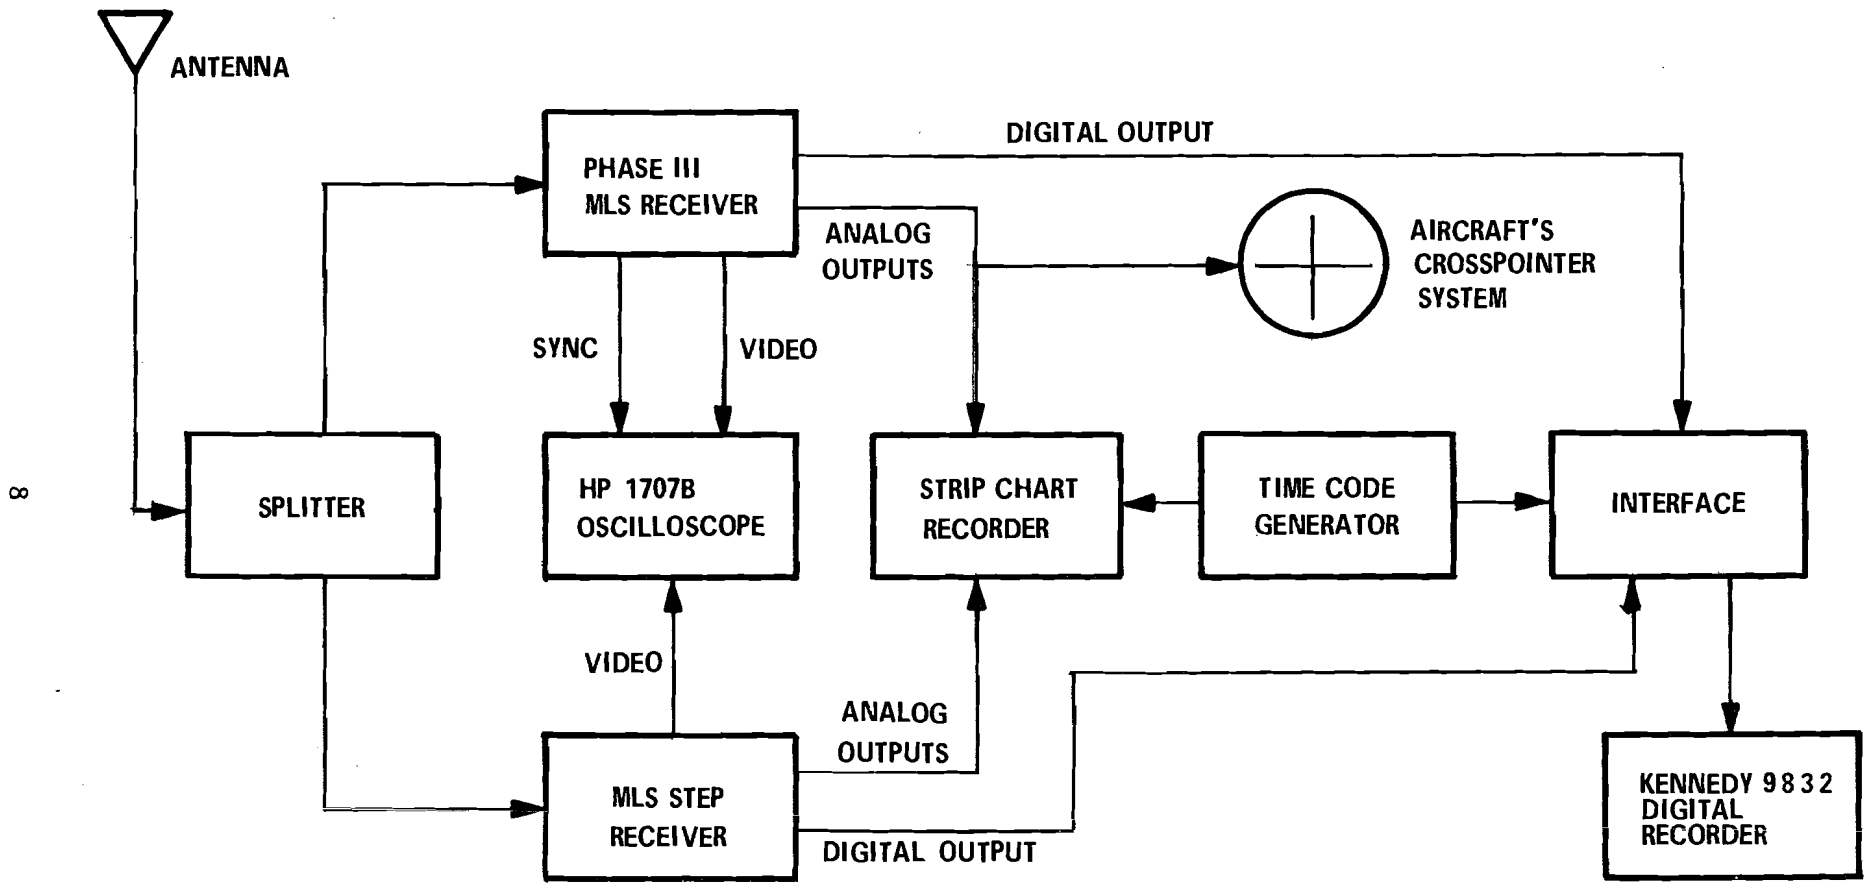 ANTENNA
DIGITAL OUTPUT
PHASE III
MLS RECEIVER
ANALOG
OUTPUTS
AIRCRAFT'S
CROSSPOINTER
SYSTEM
SYNC
VIDEO
8
SPLITTER
HP 1707B
OSCILLOSCOPE
STRIP CHART
RECORDER
TIME CODE
GENERATOR
INTERFACE
VIDEO
ANALOG
OUTPUTS
MLS STEP
RECEIVER
DIGITAL OUTPUT
KENNEDY 9832
DIGITAL
RECORDER